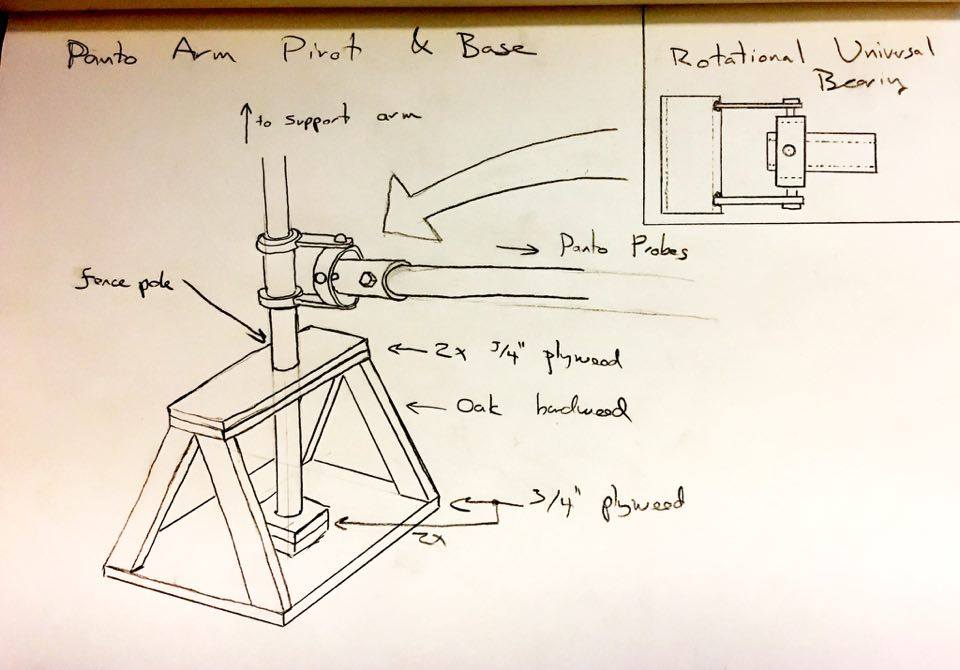 Panto Arm Pivot & Base
Rotational Universal
Bearing
↑ to support arm
→ Panto Probes
fence pole
← 2x 3/4" plywood
← Oak hardwood
← 3/4" plywood
2x